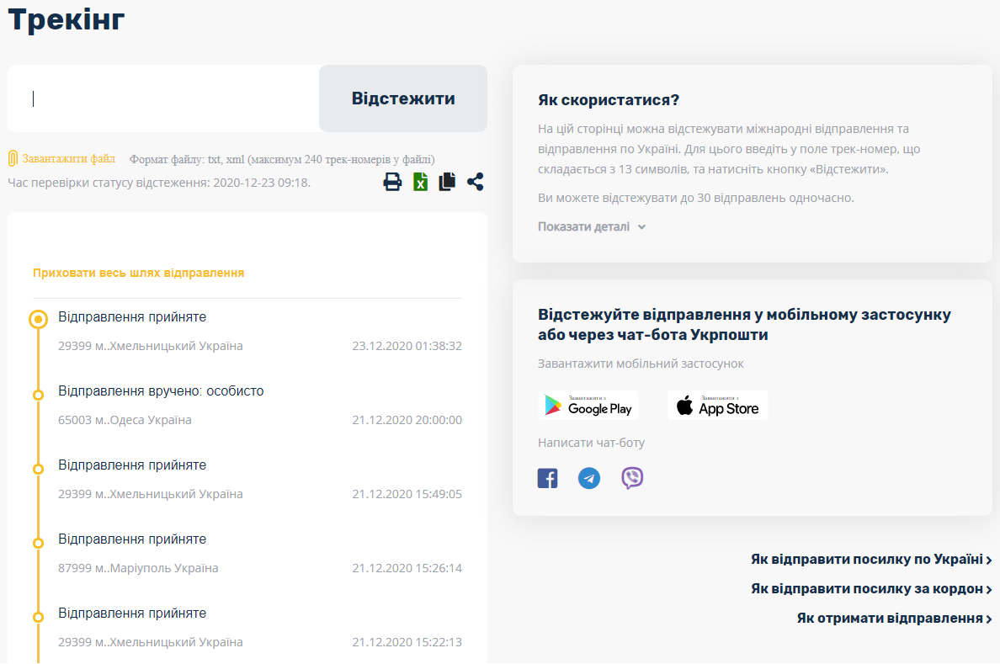 Трекінг
Відстежити
Завантажити файл
Формат файлу: txt, xml (максимум 240 трек-номерів у файлі)
Час перевірки статусу відстеження: 2020-12-23 09:18.
Приховати весь шлях відправлення
Відправлення прийняте
29399 м..Хмельницький Україна 23.12.2020 01:38:32
Відправлення вручено: особисто
65003 м..Одеса Україна 21.12.2020 20:00:00
Відправлення прийняте
29399 м..Хмельницький Україна 21.12.2020 15:49:05
Відправлення прийняте
87999 м..Маріуполь Україна 21.12.2020 15:26:14
Відправлення прийняте
29399 м..Хмельницький Україна 21.12.2020 15:22:13
Як скористатися?
На цій сторінці можна відстежувати міжнародні відправлення та
відправлення по Україні. Для цього введіть у поле трек-номер, що
складається з 13 символів, та натисніть кнопку «Відстежити».
Ви можете відстежувати до 30 відправлень одночасно.
Показати деталі
Відстежуйте відправлення у мобільному застосунку
або через чат-бота Укрпошти
Завантажити мобільний застосунок
Завантажити з
Google Play
Завантажити з
App Store
Написати чат-боту
Як відправити посилку по Україні
Як відправити посилку за кордон
Як отримати відправлення